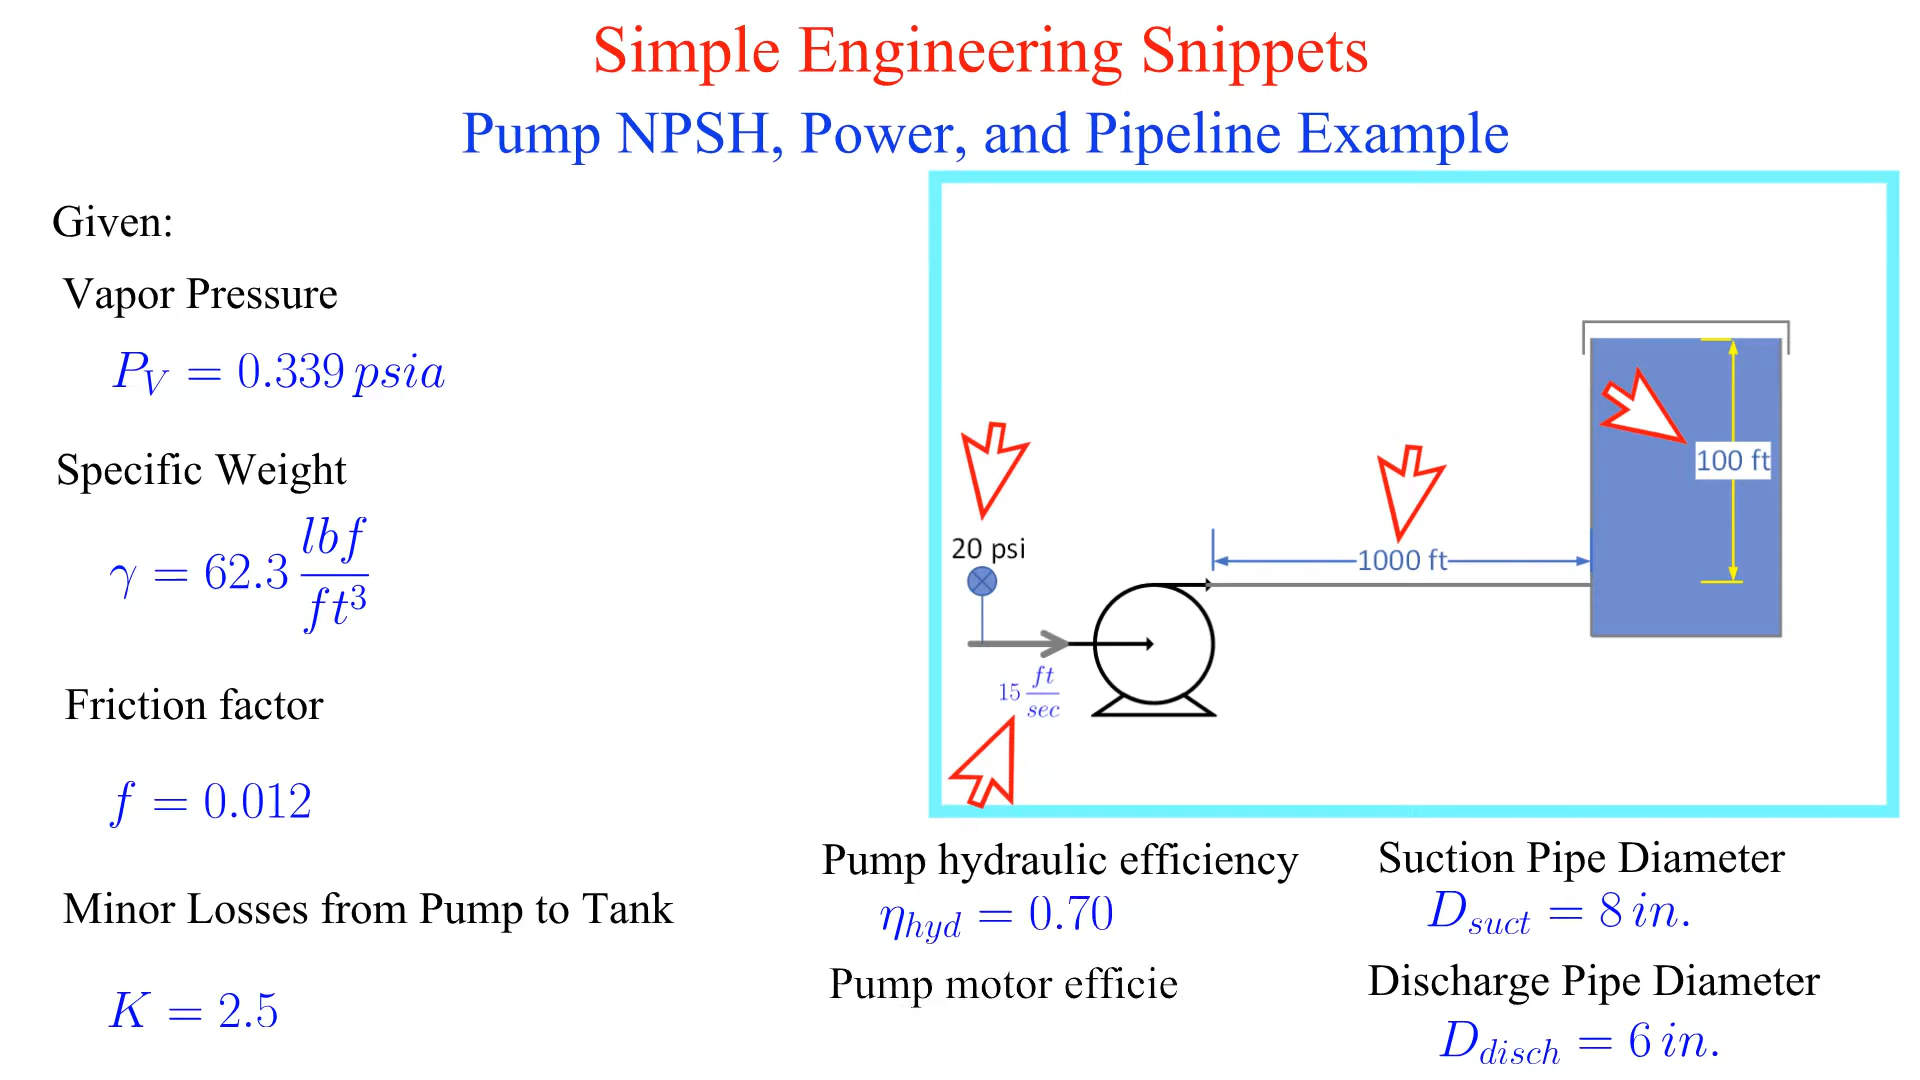 Simple Engineering Snippets
Pump NPSH, Power, and Pipeline Example
Given:
Vapor Pressure
P_V = 0.339 psia
Specific Weight
γ = 62.3 lbf/ft³
Friction factor
f = 0.012
Minor Losses from Pump to Tank
K = 2.5
20 psi
15 ft/sec
1000 ft
100 ft
Pump hydraulic efficiency
η_hyd = 0.70
Pump motor efficie
Suction Pipe Diameter
D_suct = 8 in.
Discharge Pipe Diameter
D_disch = 6 in.